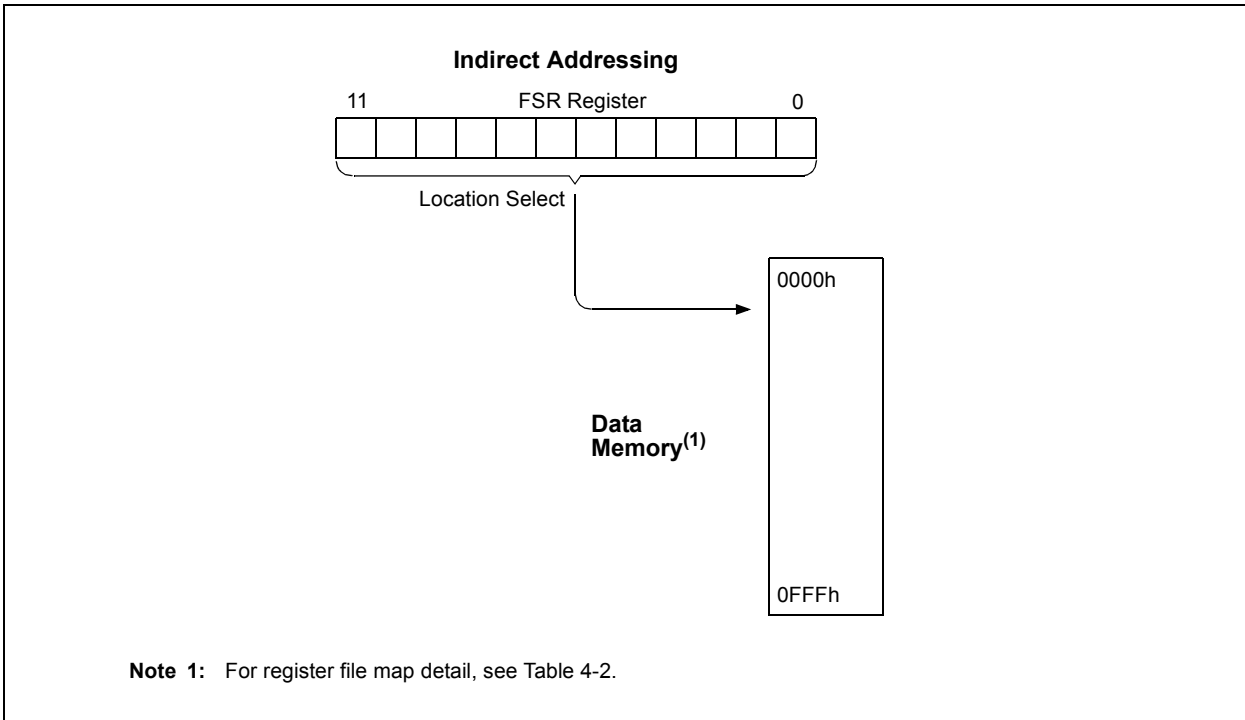 Indirect Addressing
11 FSR Register 0
Location Select
0000h
Data
Memory(1)
0FFFh
Note 1: For register file map detail, see Table 4-2.